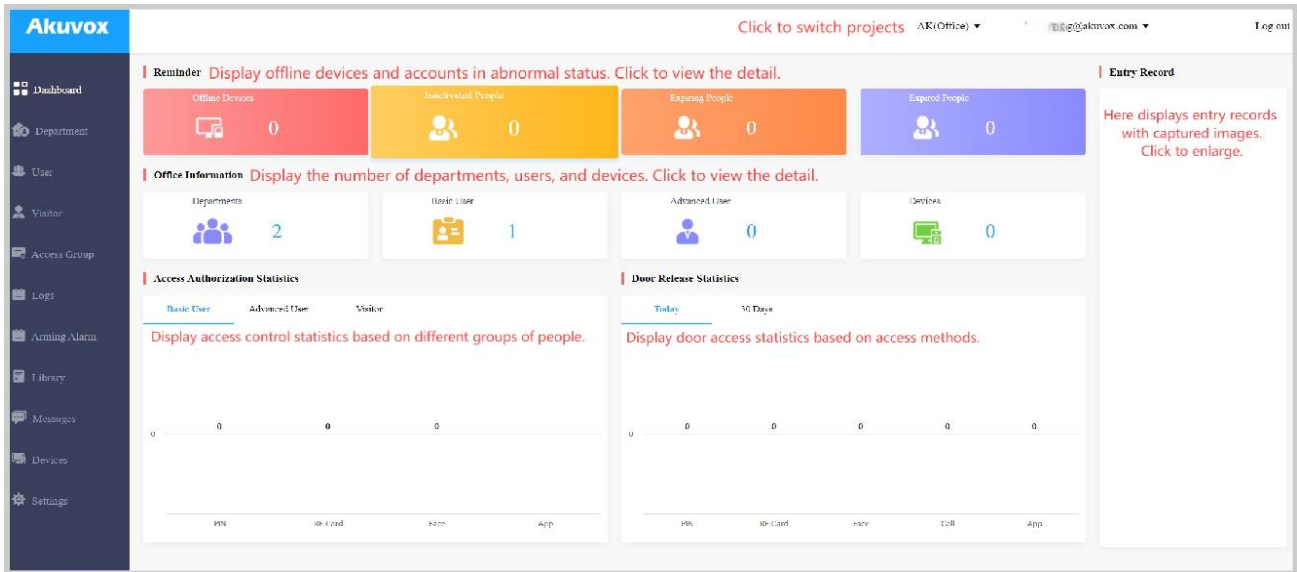 Akuvox
Click to switch projects AK(Office) g@akuvox.com Log out
Dashboard
Department
User
Visitor
Access Group
Logs
Arming Alarm
Library
Messages
Devices
Settings
Reminder Display offline devices and accounts in abnormal status. Click to view the detail.
Offline Devices
0
Inactivated People
0
Expiring People
0
Expired People
0
Office Information Display the number of departments, users, and devices. Click to view the detail.
Departments
2
Basic User
1
Advanced User
0
Devices
0
Access Authorization Statistics
Basic User Advanced User Visitor
Display access control statistics based on different groups of people.
0 0 0
0
PIN RF Card Face App
Door Release Statistics
Today 30 Days
Display door access statistics based on access methods.
0 0 0 0 0
0
PIN RF Card Face Call App
Entry Record
Here displays entry records
with captured images.
Click to enlarge.